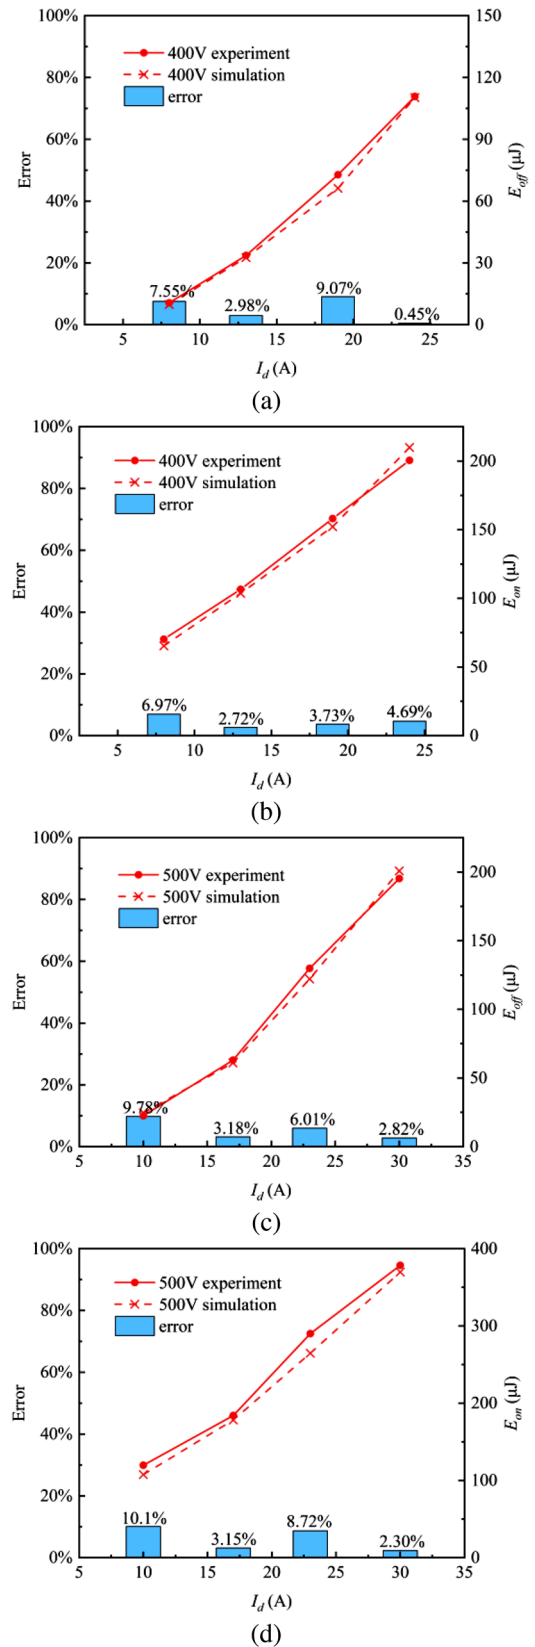 100%
80%
60%
40%
20%
0%
Error
150
120
90
60
30
0
E_off (μJ)
400V experiment
400V simulation
error
7.55%
2.98%
9.07%
0.45%
5 10 15 20 25
I_d (A)
(a)
100%
80%
60%
40%
20%
0%
Error
200
150
100
50
0
E_on (μJ)
400V experiment
400V simulation
error
6.97%
2.72%
3.73%
4.69%
5 10 15 20 25
I_d (A)
(b)
100%
80%
60%
40%
20%
0%
Error
200
150
100
50
0
E_off (μJ)
500V experiment
500V simulation
error
9.78%
3.18%
6.01%
2.82%
5 10 15 20 25 30 35
I_d (A)
(c)
100%
80%
60%
40%
20%
0%
Error
400
300
200
100
0
E_on (μJ)
500V experiment
500V simulation
error
10.1%
3.15%
8.72%
2.30%
5 10 15 20 25 30 35
I_d (A)
(d)